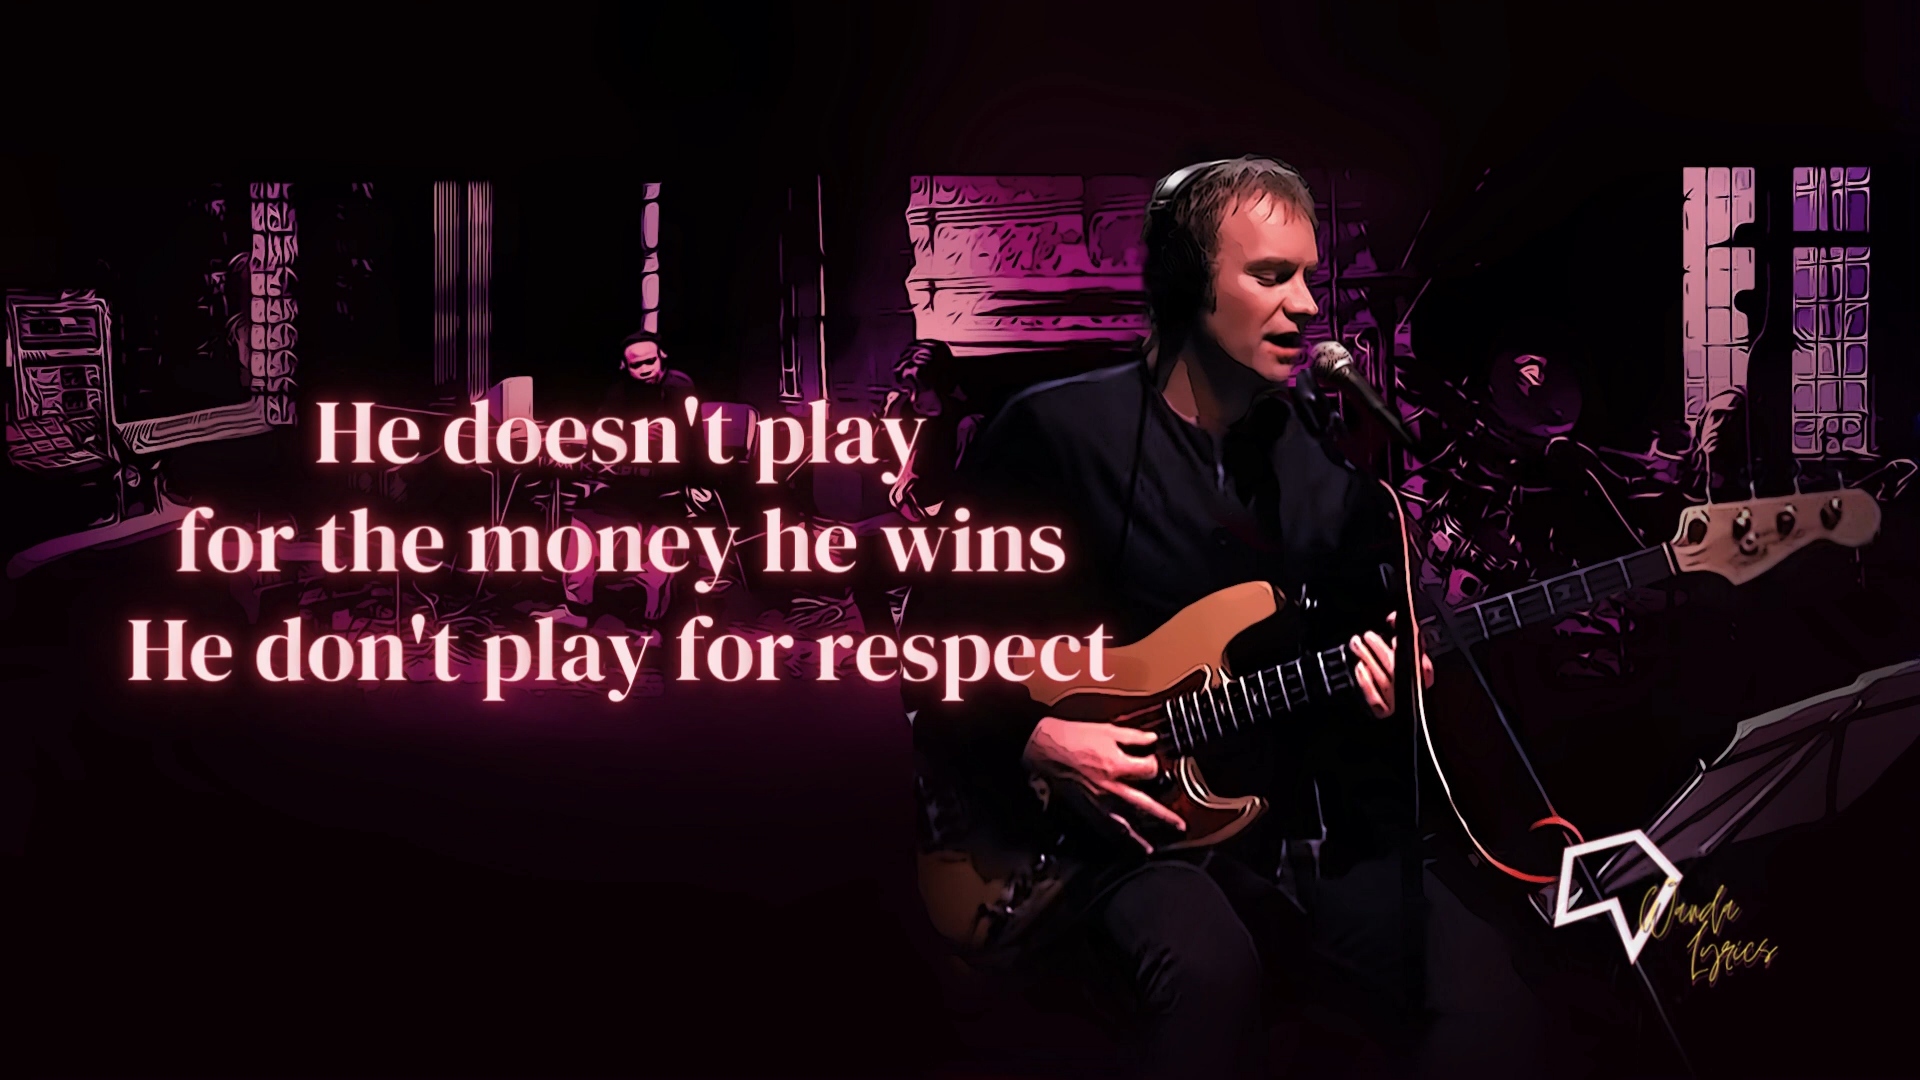 He doesn't play
for the money he wins
He don't play for respect
Wanda
Lyrics